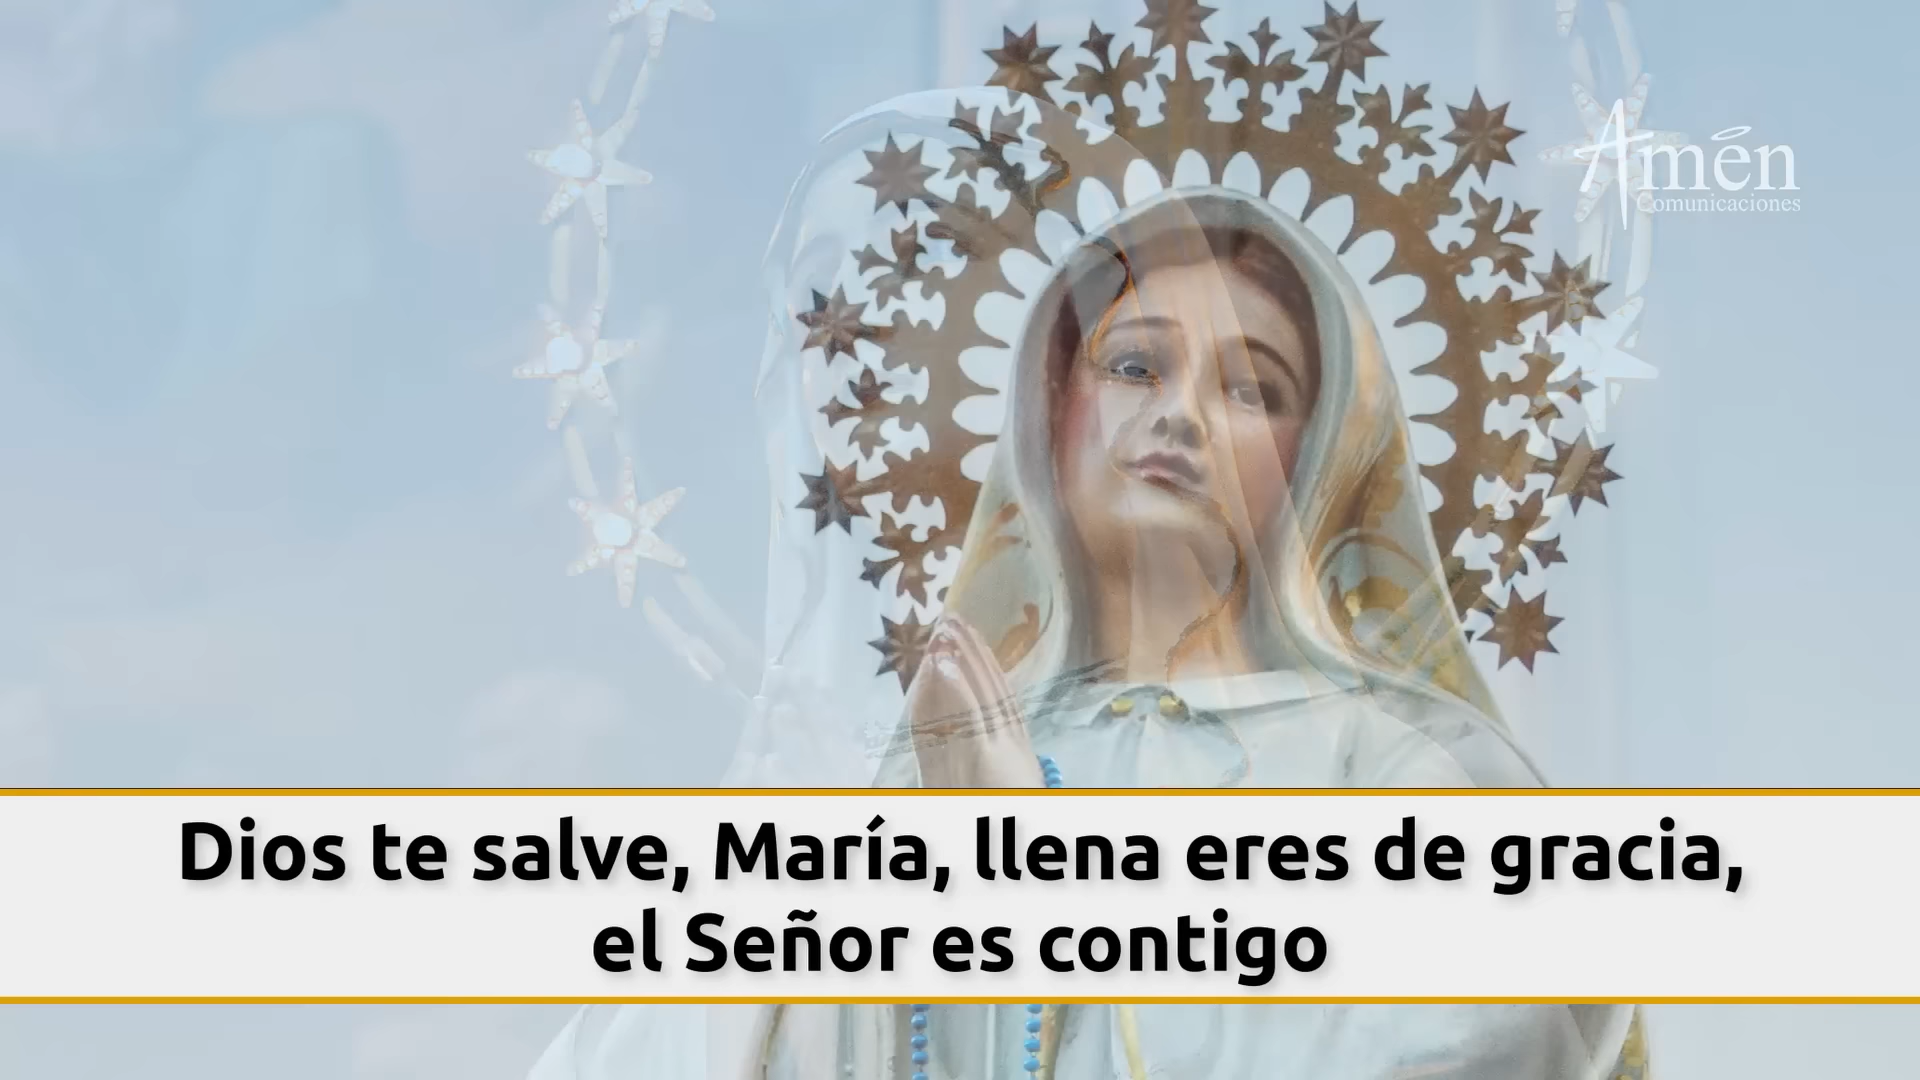 Amén
Comunicaciones
Dios te salve, María, llena eres de gracia,
el Señor es contigo